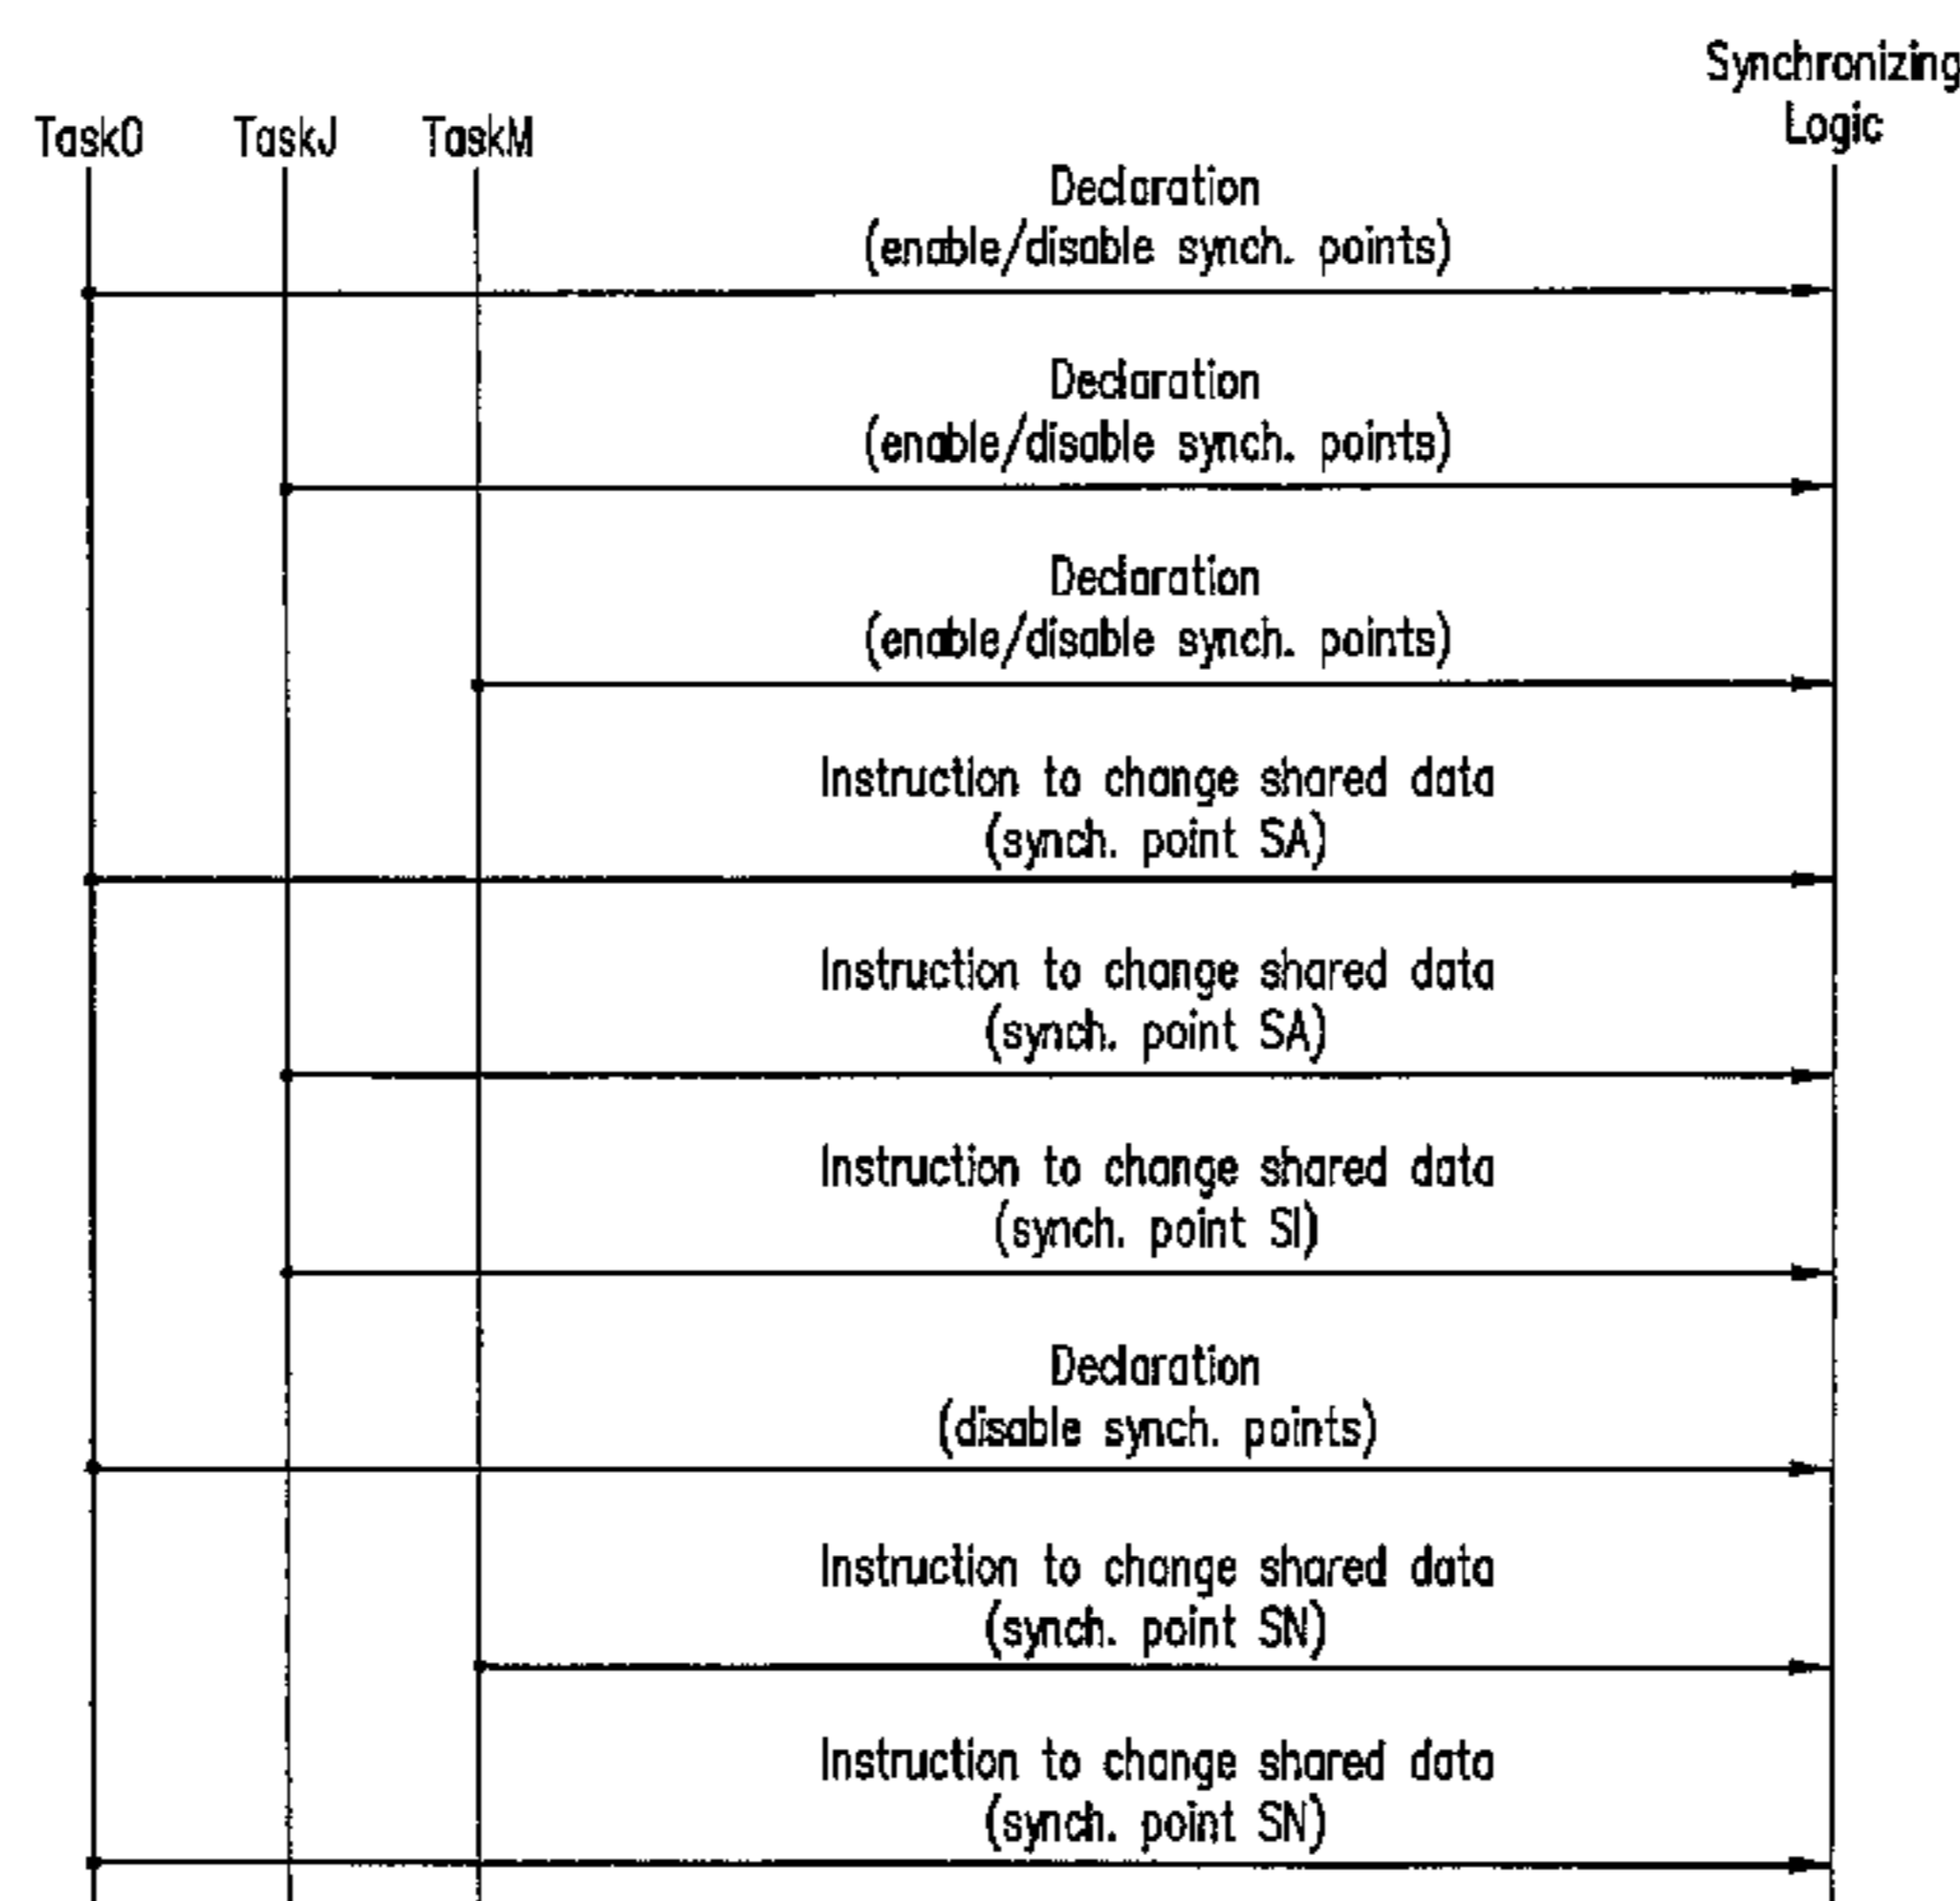 Synchronizing
Logic
Task0
TaskJ
TaskM
Declaration
(enable/disable synch. points)
Declaration
(enable/disable synch. points)
Declaration
(enable/disable synch. points)
Instruction to change shared data
(synch. point SA)
Instruction to change shared data
(synch. point SA)
Instruction to change shared data
(synch. point SI)
Declaration
(disable synch. points)
Instruction to change shared data
(synch. point SN)
Instruction to change shared data
(synch. point SN)